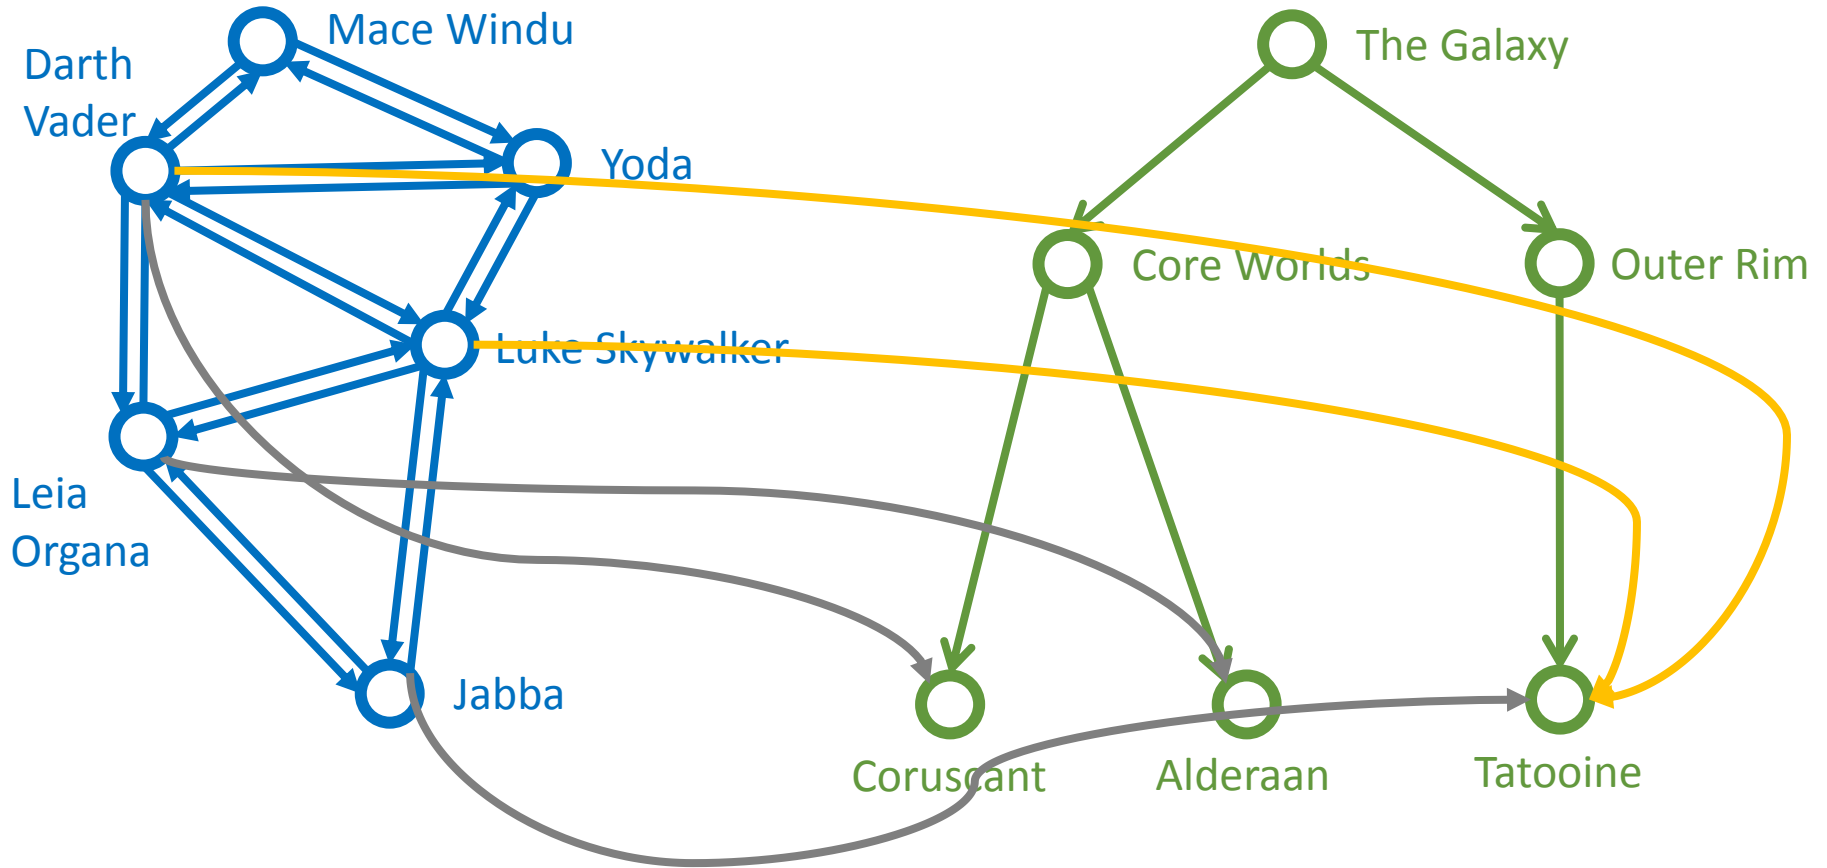 Mace Windu
The Galaxy
Darth
Vader
Yoda
Core Worlds
Outer Rim
Luke Skywalker
Leia
Organa
Jabba
Coruscant
Alderaan
Tatooine